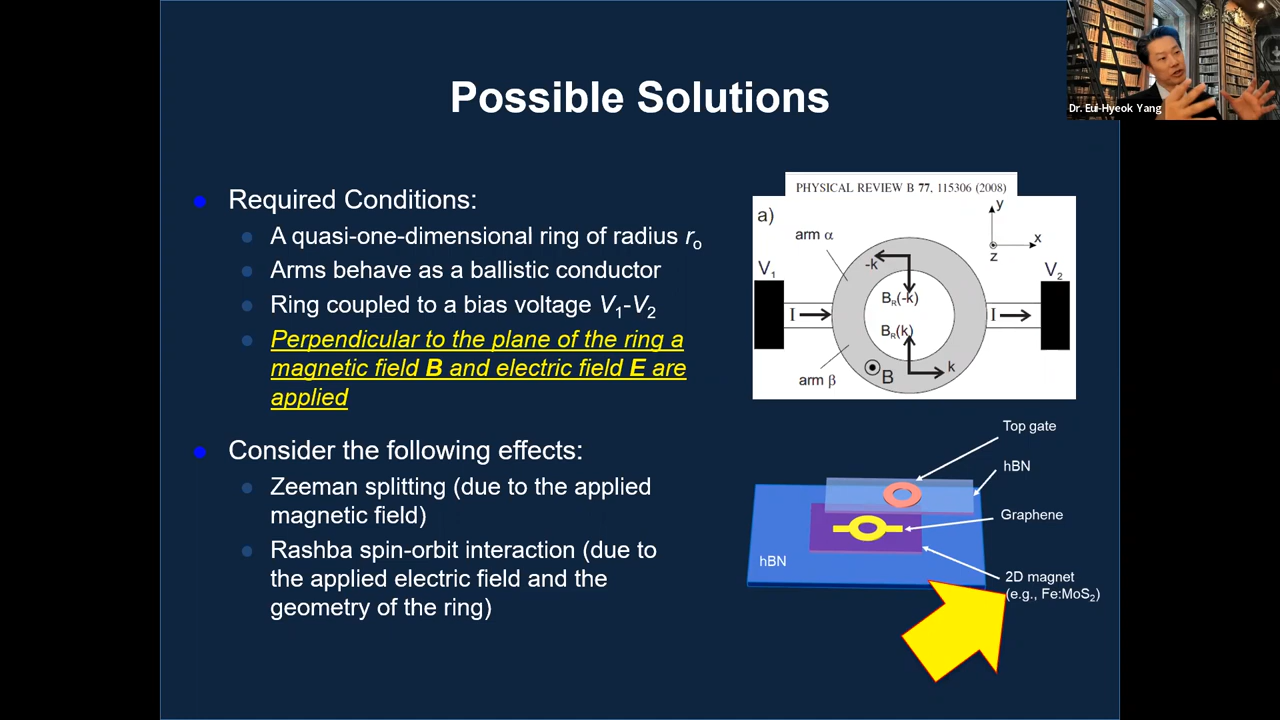 Possible Solutions
Dr. Eui-Hyeok Yang
Required Conditions:
A quasi-one-dimensional ring of radius ro
Arms behave as a ballistic conductor
Ring coupled to a bias voltage V1-V2
Perpendicular to the plane of the ring a
magnetic field B and electric field E are
applied
Consider the following effects:
Zeeman splitting (due to the applied
magnetic field)
Rashba spin-orbit interaction (due to
the applied electric field and the
geometry of the ring)
PHYSICAL REVIEW B 77, 115306 (2008)
a)
y
x
z
arm α
V1
V2
-k
BR(-k)
I
I
BR(k)
k
B
arm β
Top gate
hBN
Graphene
hBN
2D magnet
(e.g., Fe:MoS2)